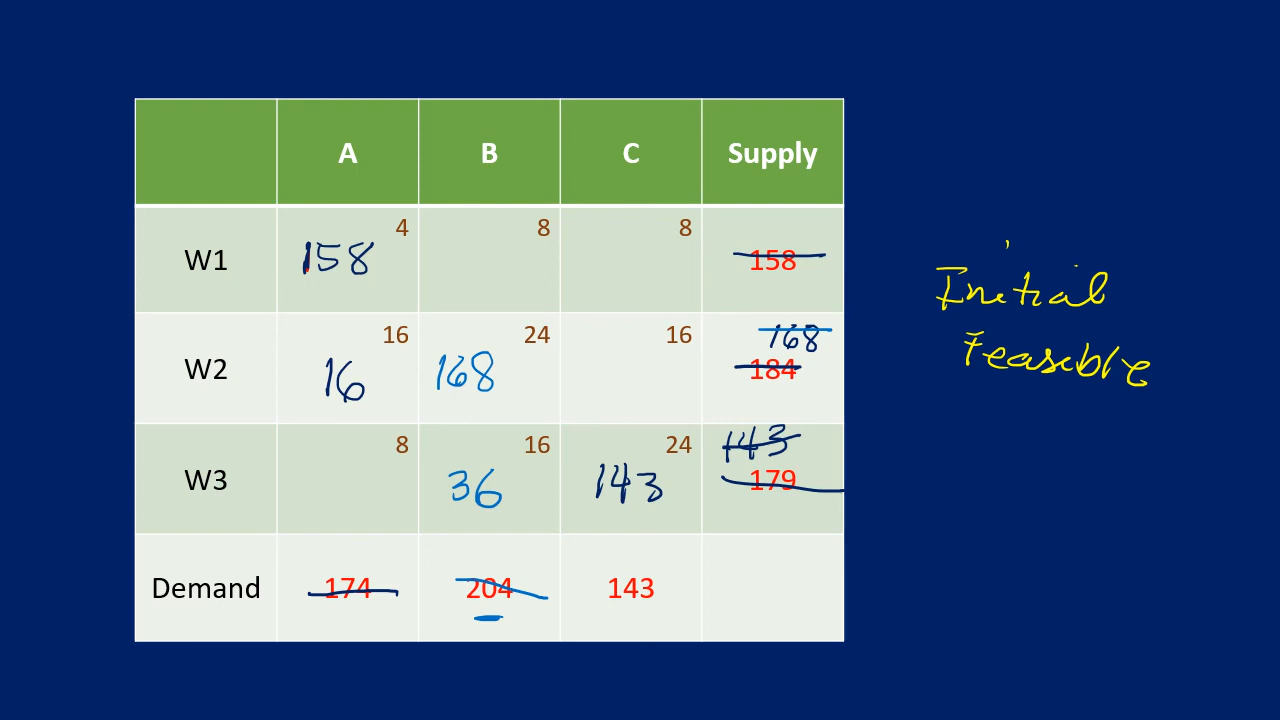 A B C Supply
4 8 8
W1 158 158
Initial
16 24 16 168
W2 16 168 184
Feasible
8 16 24 143
W3 36 143 179
Demand 174 204 143